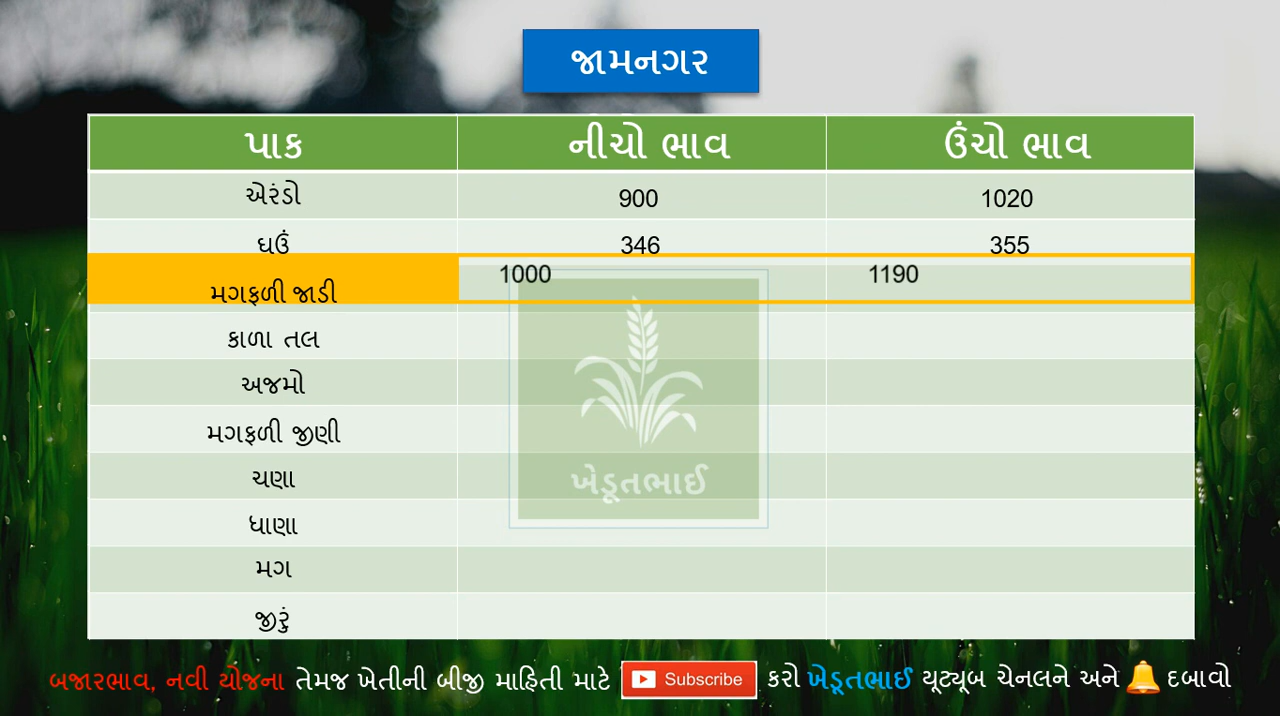 જામનગર
પાક નીચો ભાવ ઉંચો ભાવ
એરંડો 900 1020
ઘઉં 346 355
મગફળી જાડી 1000 1190
કાળા તલ
અજમો
મગફળી જીણી
ચણા
ધાણા
મગ
જીરું
ખેડૂતભાઈ
બજારભાવ, નવી યોજના તેમજ ખેતીની બીજી માહિતી માટે Subscribe કરો ખેડૂતભાઈ યૂટ્યૂબ ચેનલને અને દબાવો